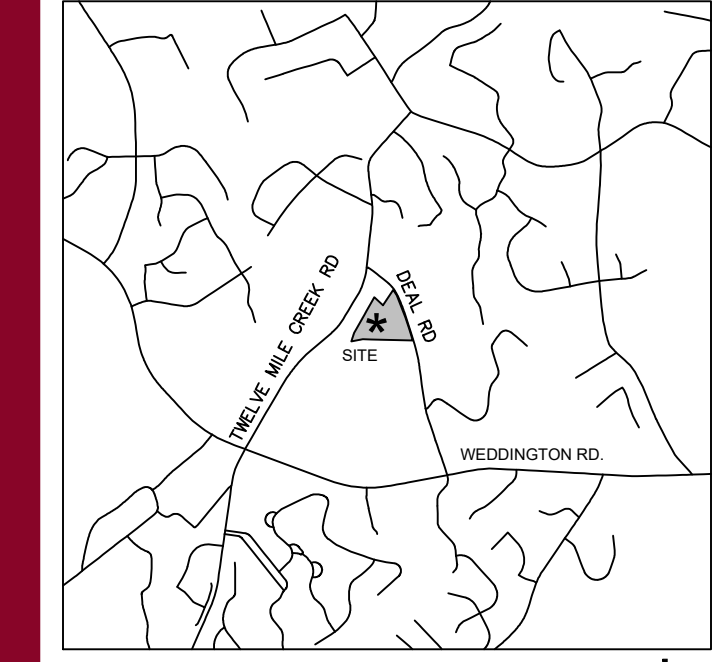 TWELVE MILE CREEK RD
DEAL RD
*
SITE
WEDDINGTON RD.